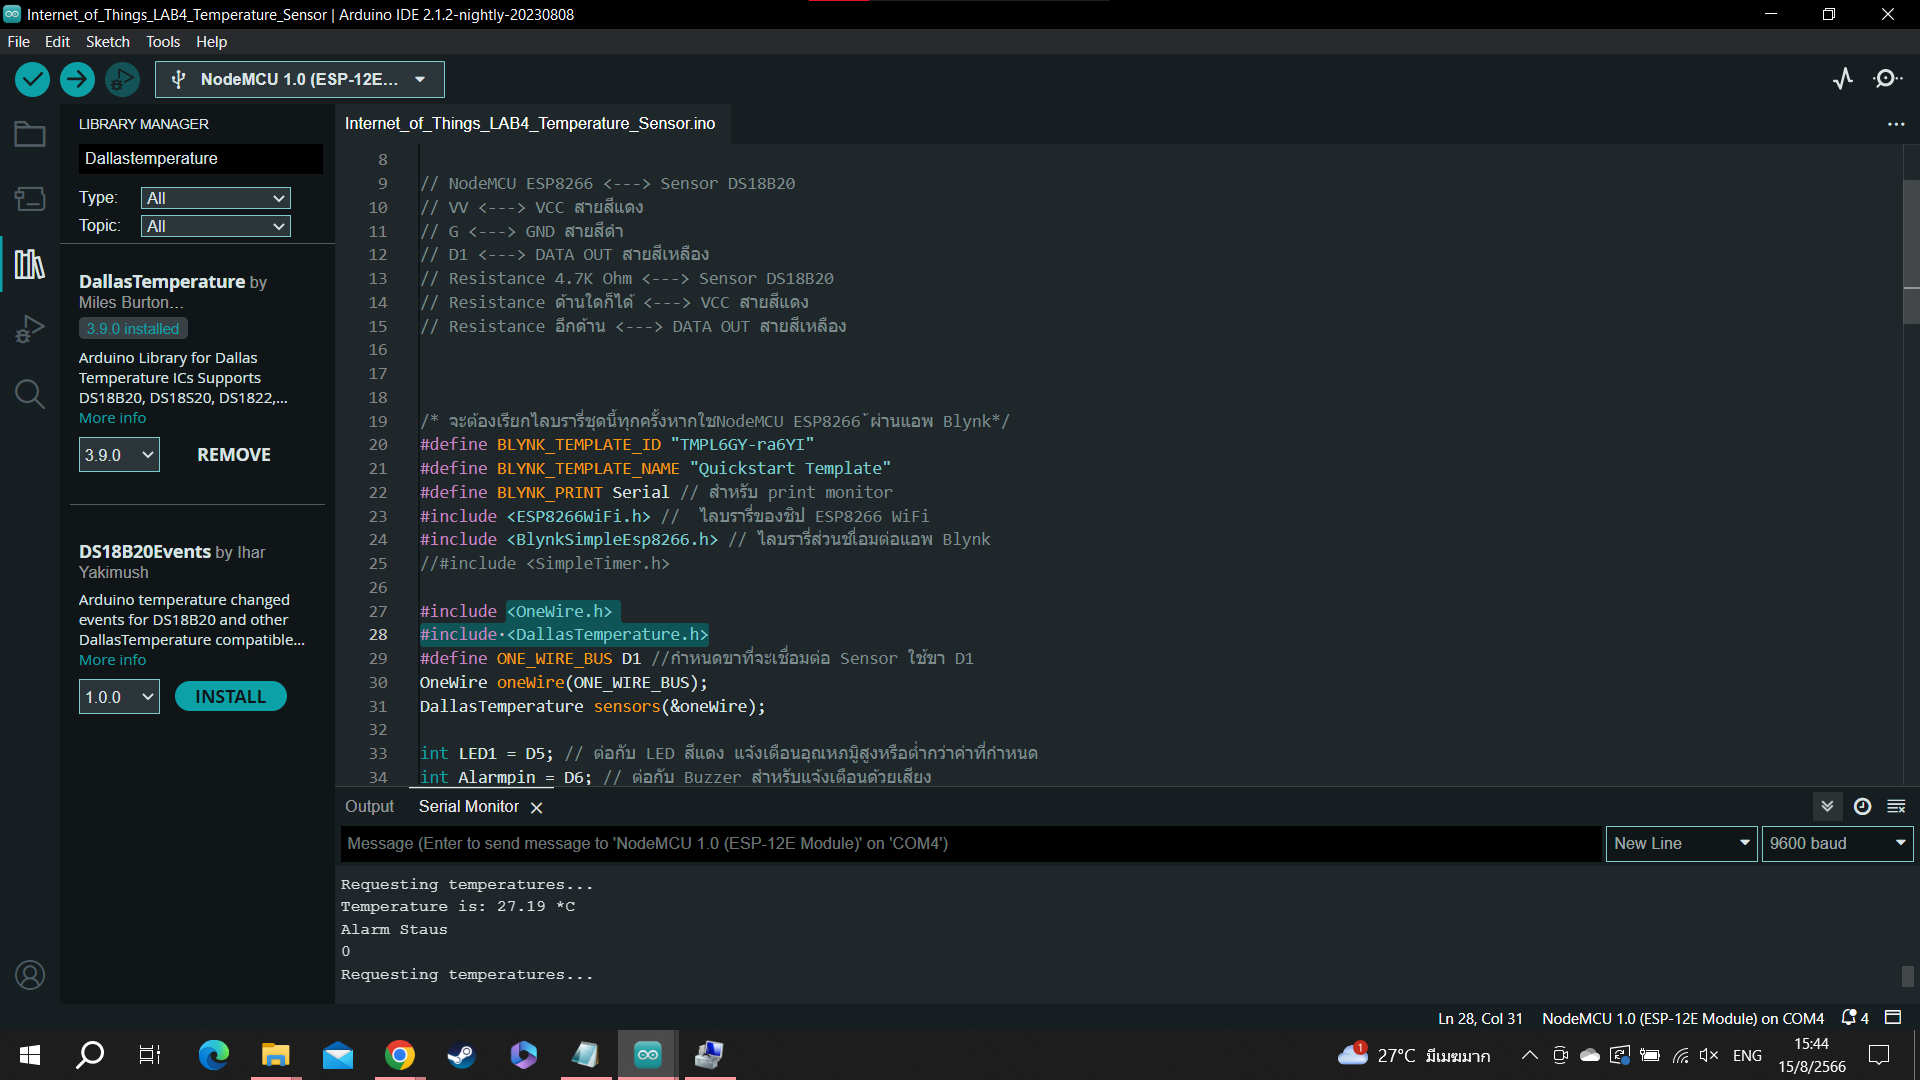 Internet_of_Things_LAB4_Temperature_Sensor | Arduino IDE 2.1.2-nightly-20230808
File Edit Sketch Tools Help
NodeMCU 1.0 (ESP-12E...
LIBRARY MANAGER
Dallastemperature
Type: All
Topic: All
DallasTemperature by
Miles Burton...
3.9.0 installed
Arduino Library for Dallas
Temperature ICs Supports
DS18B20, DS18S20, DS1822,...
More info
3.9.0 REMOVE
DS18B20Events by Ihar
Yakimush
Arduino temperature changed
events for DS18B20 and other
DallasTemperature compatible...
More info
1.0.0 INSTALL
Internet_of_Things_LAB4_Temperature_Sensor.ino
8
9 // NodeMCU ESP8266 <---> Sensor DS18B20
10 // VV <---> VCC สายสีแดง
11 // G <---> GND สายสีดำ
12 // D1 <---> DATA OUT สายสีเหลือง
13 // Resistance 4.7K Ohm <---> Sensor DS18B20
14 // Resistance ด้านใดก็ได้ <---> VCC สายสีแดง
15 // Resistance อีกด้าน <---> DATA OUT สายสีเหลือง
16
17
18
19 /* จะต้องเรียกไลบรารี่ชุดนี้ทุกครั้งหากใชNodeMCU ESP8266 ้ผ่านแอพ Blynk*/
20 #define BLYNK_TEMPLATE_ID "TMPL6GY-ra6YI"
21 #define BLYNK_TEMPLATE_NAME "Quickstart Template"
22 #define BLYNK_PRINT Serial // สำหรับ print monitor
23 #include <ESP8266WiFi.h> // ไลบรารี่ของชิป ESP8266 WiFi
24 #include <BlynkSimpleEsp8266.h> // ไลบรารี่ส่วนชื่เอมต่อแอพ Blynk
25 //#include <SimpleTimer.h>
26
27 #include <OneWire.h>
28 #include <DallasTemperature.h>
29 #define ONE_WIRE_BUS D1 //กำหนดขาที่จะเชื่อมต่อ Sensor ใช้ขา D1
30 OneWire oneWire(ONE_WIRE_BUS);
31 DallasTemperature sensors(&oneWire);
32
33 int LED1 = D5; // ต่อกับ LED สีแดง แจ้งเตือนอุณหภมูิสูงหรือต่ำกว่าค่าที่กำหนด
34 int Alarmpin = D6; // ต่อกับ Buzzer สำหรับแจ้งเตือนด้วยเสียง
Output Serial Monitor
Message (Enter to send message to 'NodeMCU 1.0 (ESP-12E Module)' on 'COM4')
New Line 9600 baud
Requesting temperatures...
Temperature is: 27.19 *C
Alarm Staus
0
Requesting temperatures...
Ln 28, Col 31 NodeMCU 1.0 (ESP-12E Module) on COM4 4
1 27°C มีเมฆมาก ENG 15:44
15/8/2566